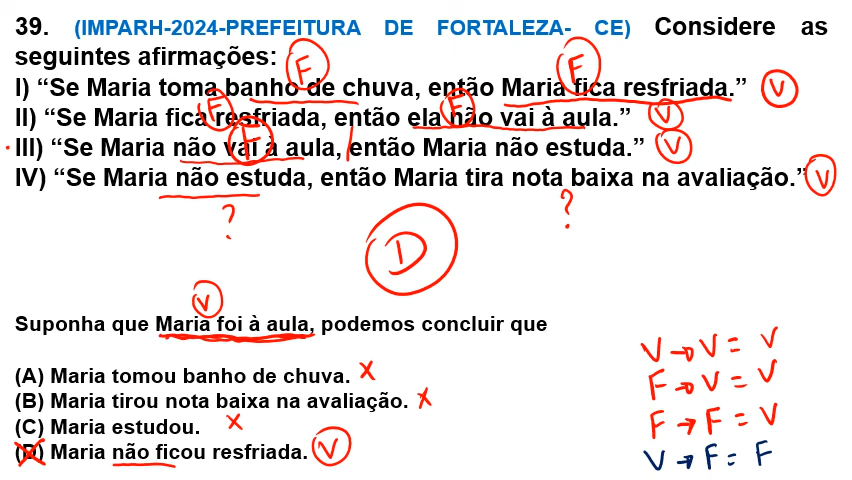 39. (IMPARH-2024-PREFEITURA DE FORTALEZA- CE) Considere as
seguintes afirmações:
F F
I) “Se Maria toma banho de chuva, então Maria fica resfriada.” V
F F
II) “Se Maria fica resfriada, então ela não vai à aula.” V
F
III) “Se Maria não vai à aula, então Maria não estuda.” V
IV) “Se Maria não estuda, então Maria tira nota baixa na avaliação.” V
? ?
D
V
Suponha que Maria foi à aula, podemos concluir que
(A) Maria tomou banho de chuva. X
(B) Maria tirou nota baixa na avaliação. X
(C) Maria estudou. X
(D) Maria não ficou resfriada. V
V → V = V
F → V = V
F → F = V
V → F = F